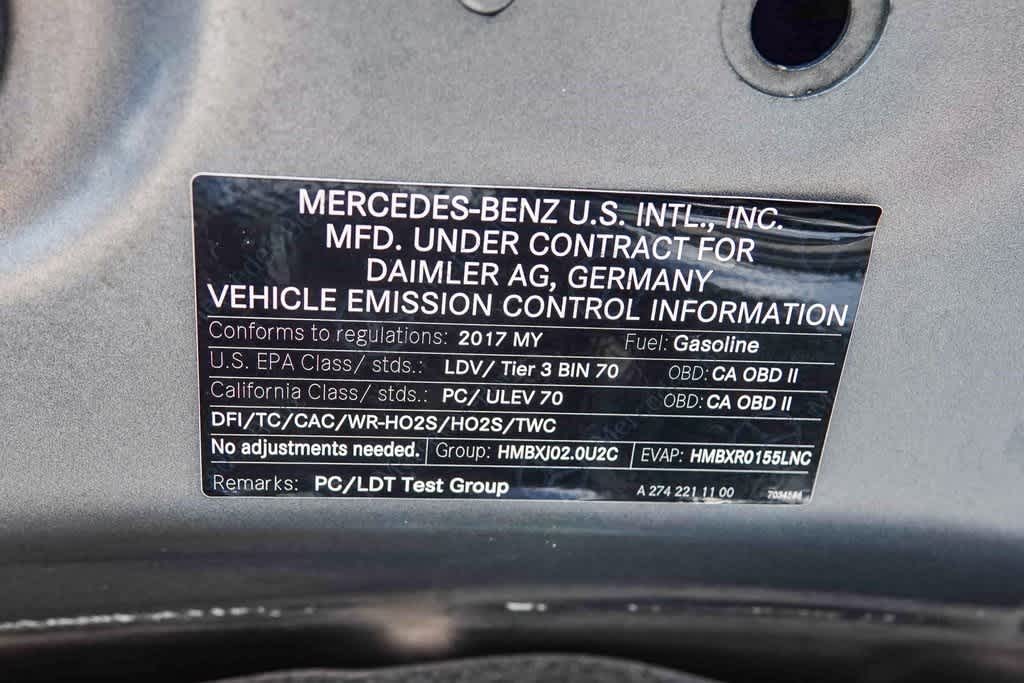 MERCEDES-BENZ U.S. INTL., INC.
MFD. UNDER CONTRACT FOR
DAIMLER AG, GERMANY
VEHICLE EMISSION CONTROL INFORMATION
Conforms to regulations: 2017 MY Fuel: Gasoline
U.S. EPA Class/ stds.: LDV/ Tier 3 BIN 70 OBD: CA OBD II
California Class/ stds.: PC/ ULEV 70 OBD: CA OBD II
DFI/TC/CAC/WR-HO2S/HO2S/TWC
No adjustments needed. Group: HMBXJ02.0U2C EVAP: HMBXR0155LNC
Remarks: PC/LDT Test Group A 274 221 11 00